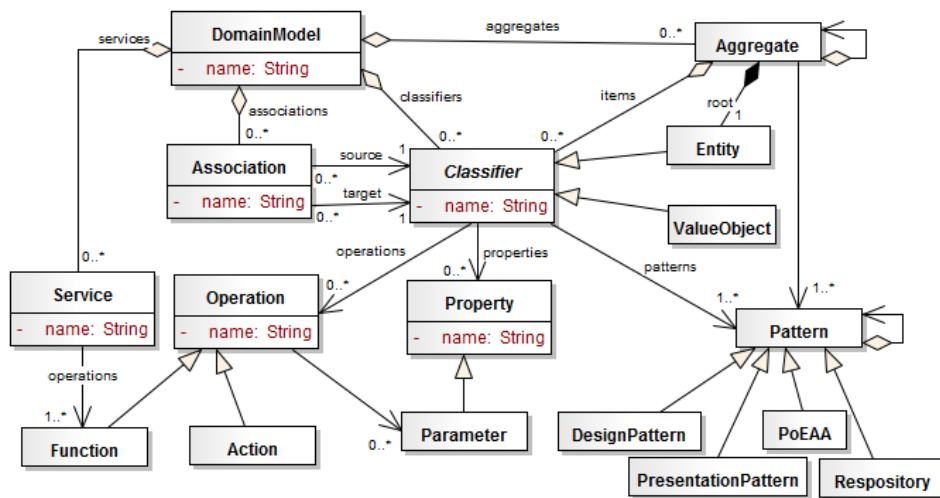 services
DomainModel
- name: String
aggregates
0..*
Aggregate
associations
0..*
classifiers
0..*
items
0..*
root
1
Entity
Association
- name: String
source
0..*
1
target
0..*
1
Classifier
- name: String
ValueObject
operations
0..*
properties
0..*
patterns
1..*
1..*
0..*
Service
- name: String
Operation
- name: String
Property
- name: String
Pattern
operations
1..*
Function
Action
0..*
Parameter
DesignPattern
PoEAA
PresentationPattern
Respository